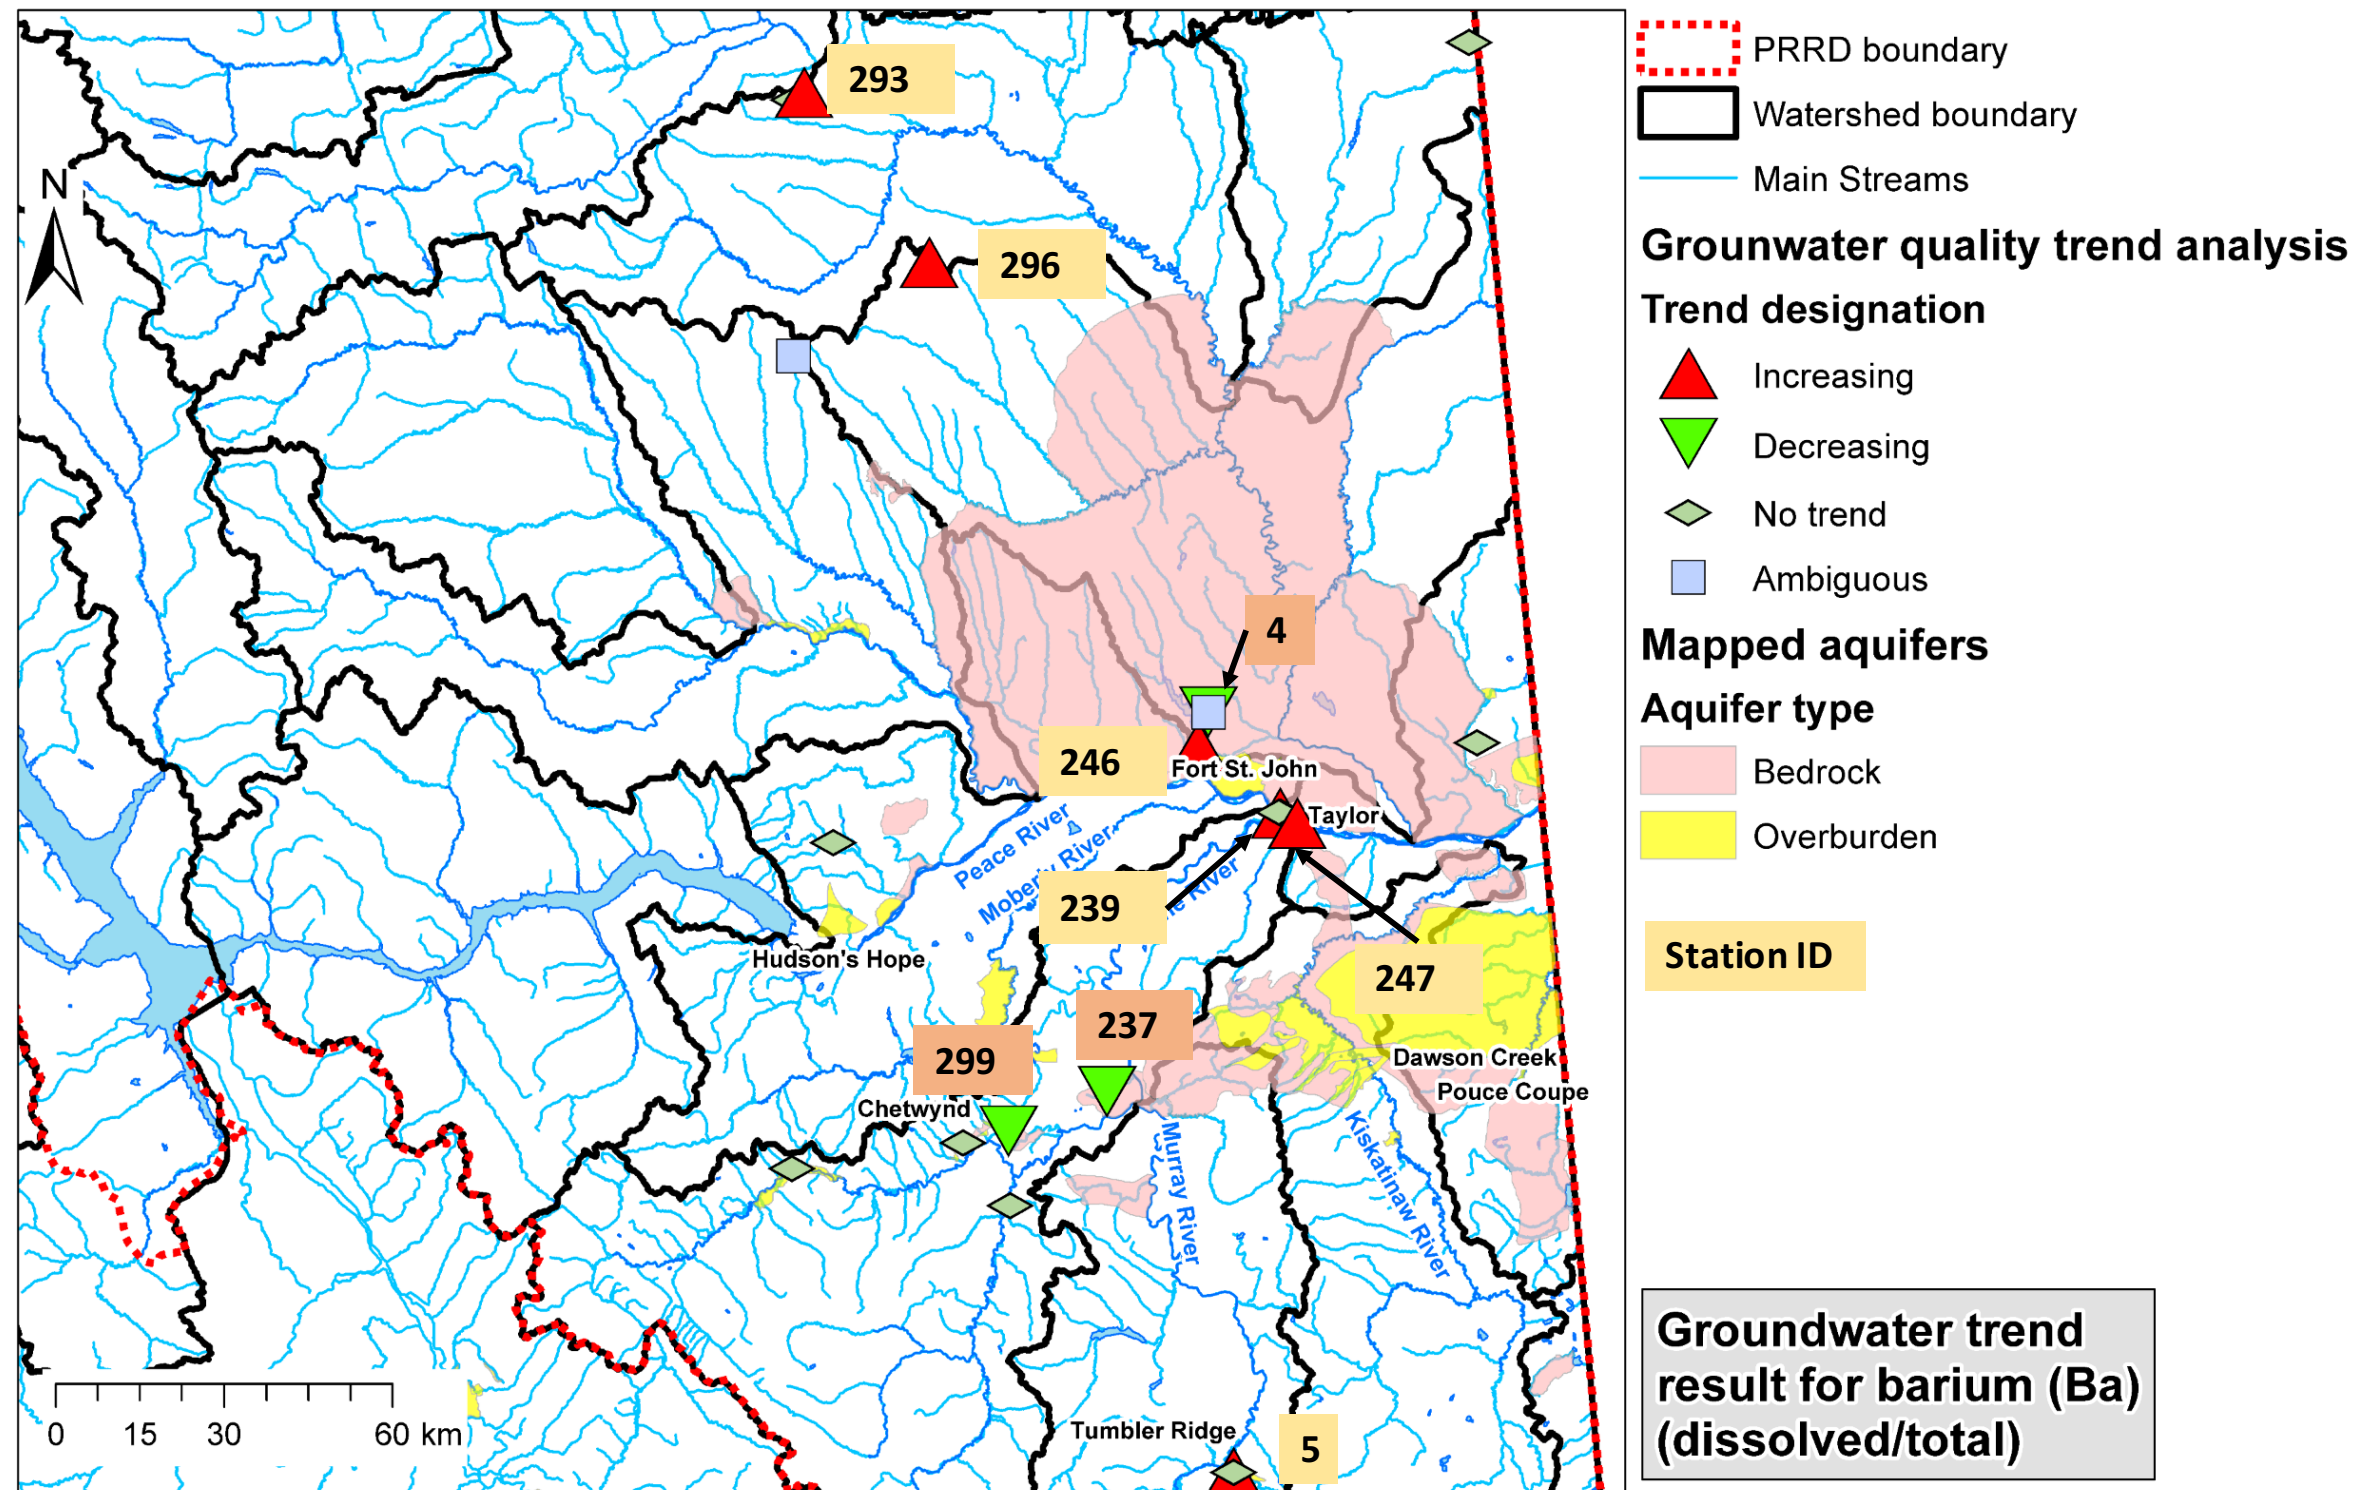 293
N
296
4
246
Fort St. John
Taylor
Peace River
Moberly River
239
River
Hudson's Hope
247
237
299
Dawson Creek
Pouce Coupe
Chetwynd
Murray River
Kiskatinaw River
0 15 30 60 km
Tumbler Ridge
5
PRRD boundary
Watershed boundary
Main Streams
Grounwater quality trend analysis
Trend designation
Increasing
Decreasing
No trend
Ambiguous
Mapped aquifers
Aquifer type
Bedrock
Overburden
Station ID
Groundwater trend
result for barium (Ba)
(dissolved/total)